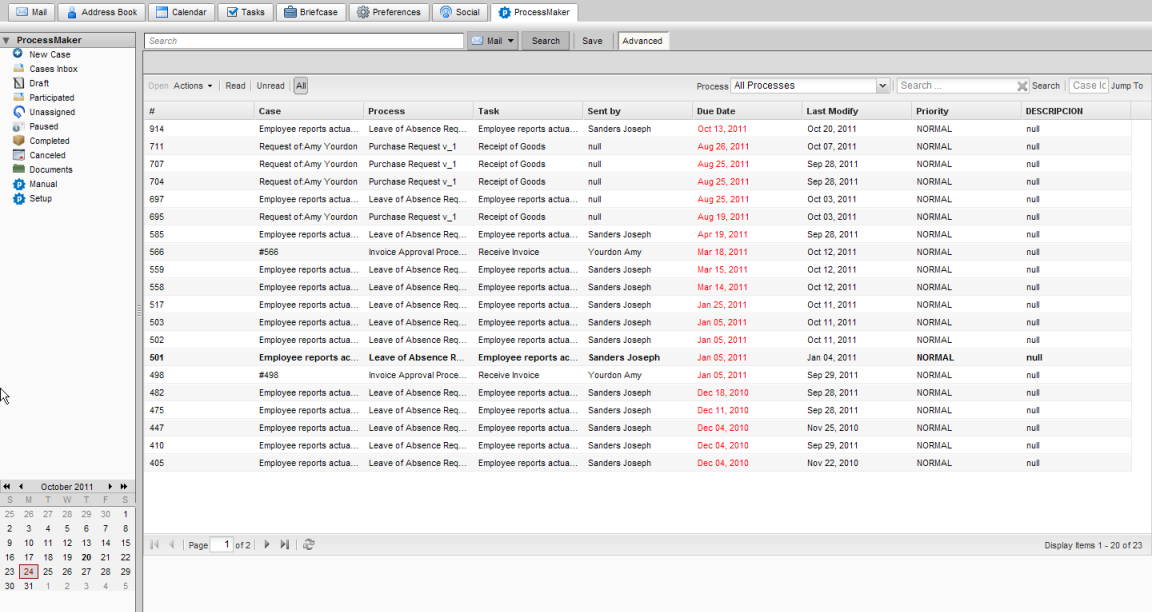 Mail Address Book Calendar Tasks Briefcase Preferences Social ProcessMaker
ProcessMaker
New Case
Cases Inbox
Draft
Participated
Unassigned
Paused
Completed
Canceled
Documents
Manual
Setup
October 2011
S M T W T F S
25 26 27 28 29 30 1
2 3 4 5 6 7 8
9 10 11 12 13 14 15
16 17 18 19 20 21 22
23 24 25 26 27 28 29
30 31 1 2 3 4 5
Search Mail Search Save Advanced
Open Actions Read Unread All Process All Processes Search ... Search Case Ic Jump To
# Case Process Task Sent by Due Date Last Modify Priority DESCRIPCION
914 Employee reports actua... Leave of Absence Req... Employee reports actua... Sanders Joseph Oct 13, 2011 Oct 20, 2011 NORMAL null
711 Request of:Amy Yourdon Purchase Request v_1 Receipt of Goods null Aug 26, 2011 Oct 07, 2011 NORMAL null
707 Request of:Amy Yourdon Purchase Request v_1 Receipt of Goods null Aug 25, 2011 Sep 28, 2011 NORMAL null
704 Request of:Amy Yourdon Purchase Request v_1 Receipt of Goods null Aug 25, 2011 Sep 28, 2011 NORMAL null
697 Employee reports actua... Leave of Absence Req... Employee reports actua... null Aug 25, 2011 Oct 03, 2011 NORMAL null
695 Request of:Amy Yourdon Purchase Request v_1 Receipt of Goods null Aug 19, 2011 Oct 03, 2011 NORMAL null
585 Employee reports actua... Leave of Absence Req... Employee reports actua... Sanders Joseph Apr 19, 2011 Sep 28, 2011 NORMAL null
566 #566 Invoice Approval Proce... Receive Invoice Yourdon Amy Mar 18, 2011 Oct 12, 2011 NORMAL null
559 Employee reports actua... Leave of Absence Req... Employee reports actua... Sanders Joseph Mar 15, 2011 Oct 12, 2011 NORMAL null
558 Employee reports actua... Leave of Absence Req... Employee reports actua... Sanders Joseph Mar 14, 2011 Oct 12, 2011 NORMAL null
517 Employee reports actua... Leave of Absence Req... Employee reports actua... Sanders Joseph Jan 25, 2011 Oct 11, 2011 NORMAL null
503 Employee reports actua... Leave of Absence Req... Employee reports actua... Sanders Joseph Jan 05, 2011 Oct 11, 2011 NORMAL null
502 Employee reports actua... Leave of Absence Req... Employee reports actua... Sanders Joseph Jan 05, 2011 Oct 11, 2011 NORMAL null
501 Employee reports ac... Leave of Absence R... Employee reports ac... Sanders Joseph Jan 05, 2011 Jan 04, 2011 NORMAL null
498 #498 Invoice Approval Proce... Receive Invoice Yourdon Amy Jan 05, 2011 Sep 29, 2011 NORMAL null
482 Employee reports actua... Leave of Absence Req... Employee reports actua... Sanders Joseph Dec 18, 2010 Sep 28, 2011 NORMAL null
475 Employee reports actua... Leave of Absence Req... Employee reports actua... Sanders Joseph Dec 11, 2010 Sep 28, 2011 NORMAL null
447 Employee reports actua... Leave of Absence Req... Employee reports actua... Sanders Joseph Dec 04, 2010 Nov 25, 2010 NORMAL null
410 Employee reports actua... Leave of Absence Req... Employee reports actua... Sanders Joseph Dec 04, 2010 Sep 29, 2011 NORMAL null
405 Employee reports actua... Leave of Absence Req... Employee reports actua... Sanders Joseph Dec 04, 2010 Nov 22, 2010 NORMAL null
Page 1 of 2 Display Items 1 - 20 of 23